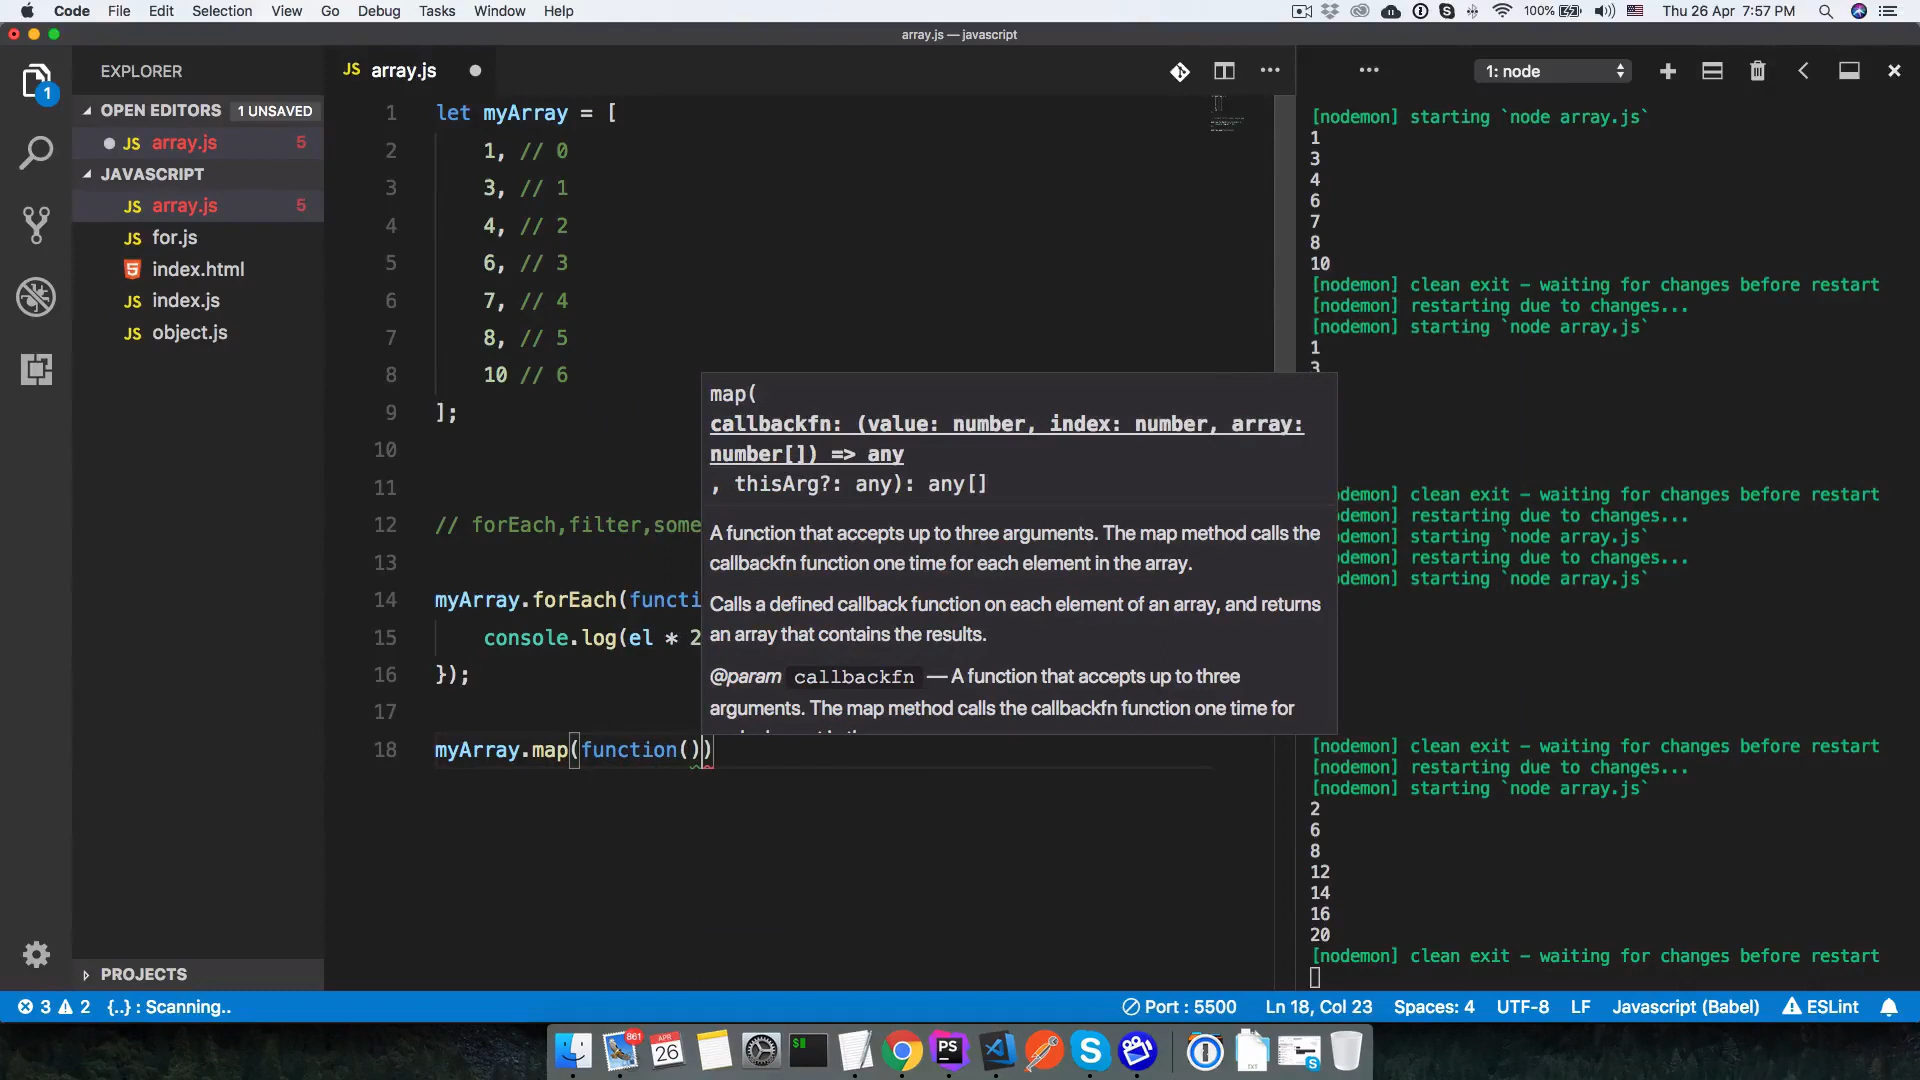 Code File Edit Selection View Go Debug Tasks Window Help
100% Thu 26 Apr 7:57 PM
array.js — javascript
EXPLORER
OPEN EDITORS 1 UNSAVED
JS array.js 5
JAVASCRIPT
JS array.js 5
JS for.js
index.html
JS index.js
JS object.js
PROJECTS
1
JS array.js
1 let myArray = [
2 1, // 0
3 3, // 1
4 4, // 2
5 6, // 3
6 7, // 4
7 8, // 5
8 10 // 6
9 ];
10
11
12 // forEach,filter,some
13
14 myArray.forEach(functi
15 console.log(el * 2
16 });
17
18 myArray.map(function())
map(
callbackfn: (value: number, index: number, array:
number[]) => any
, thisArg?: any): any[]
A function that accepts up to three arguments. The map method calls the
callbackfn function one time for each element in the array.
Calls a defined callback function on each element of an array, and returns
an array that contains the results.
@param callbackfn — A function that accepts up to three
arguments. The map method calls the callbackfn function one time for
1: node
[nodemon] starting `node array.js`
1
3
4
6
7
8
10
[nodemon] clean exit – waiting for changes before restart
[nodemon] restarting due to changes...
[nodemon] starting `node array.js`
1
3
demon] clean exit – waiting for changes before restart
demon] restarting due to changes...
demon] starting `node array.js`
demon] restarting due to changes...
demon] starting `node array.js`
[nodemon] clean exit – waiting for changes before restart
[nodemon] restarting due to changes...
[nodemon] starting `node array.js`
2
6
8
12
14
16
20
[nodemon] clean exit – waiting for changes before restart
3 2 {..} : Scanning.. Port : 5500 Ln 18, Col 23 Spaces: 4 UTF-8 LF Javascript (Babel) ESLint
861
APR
26
$
PS
S
TXT
S